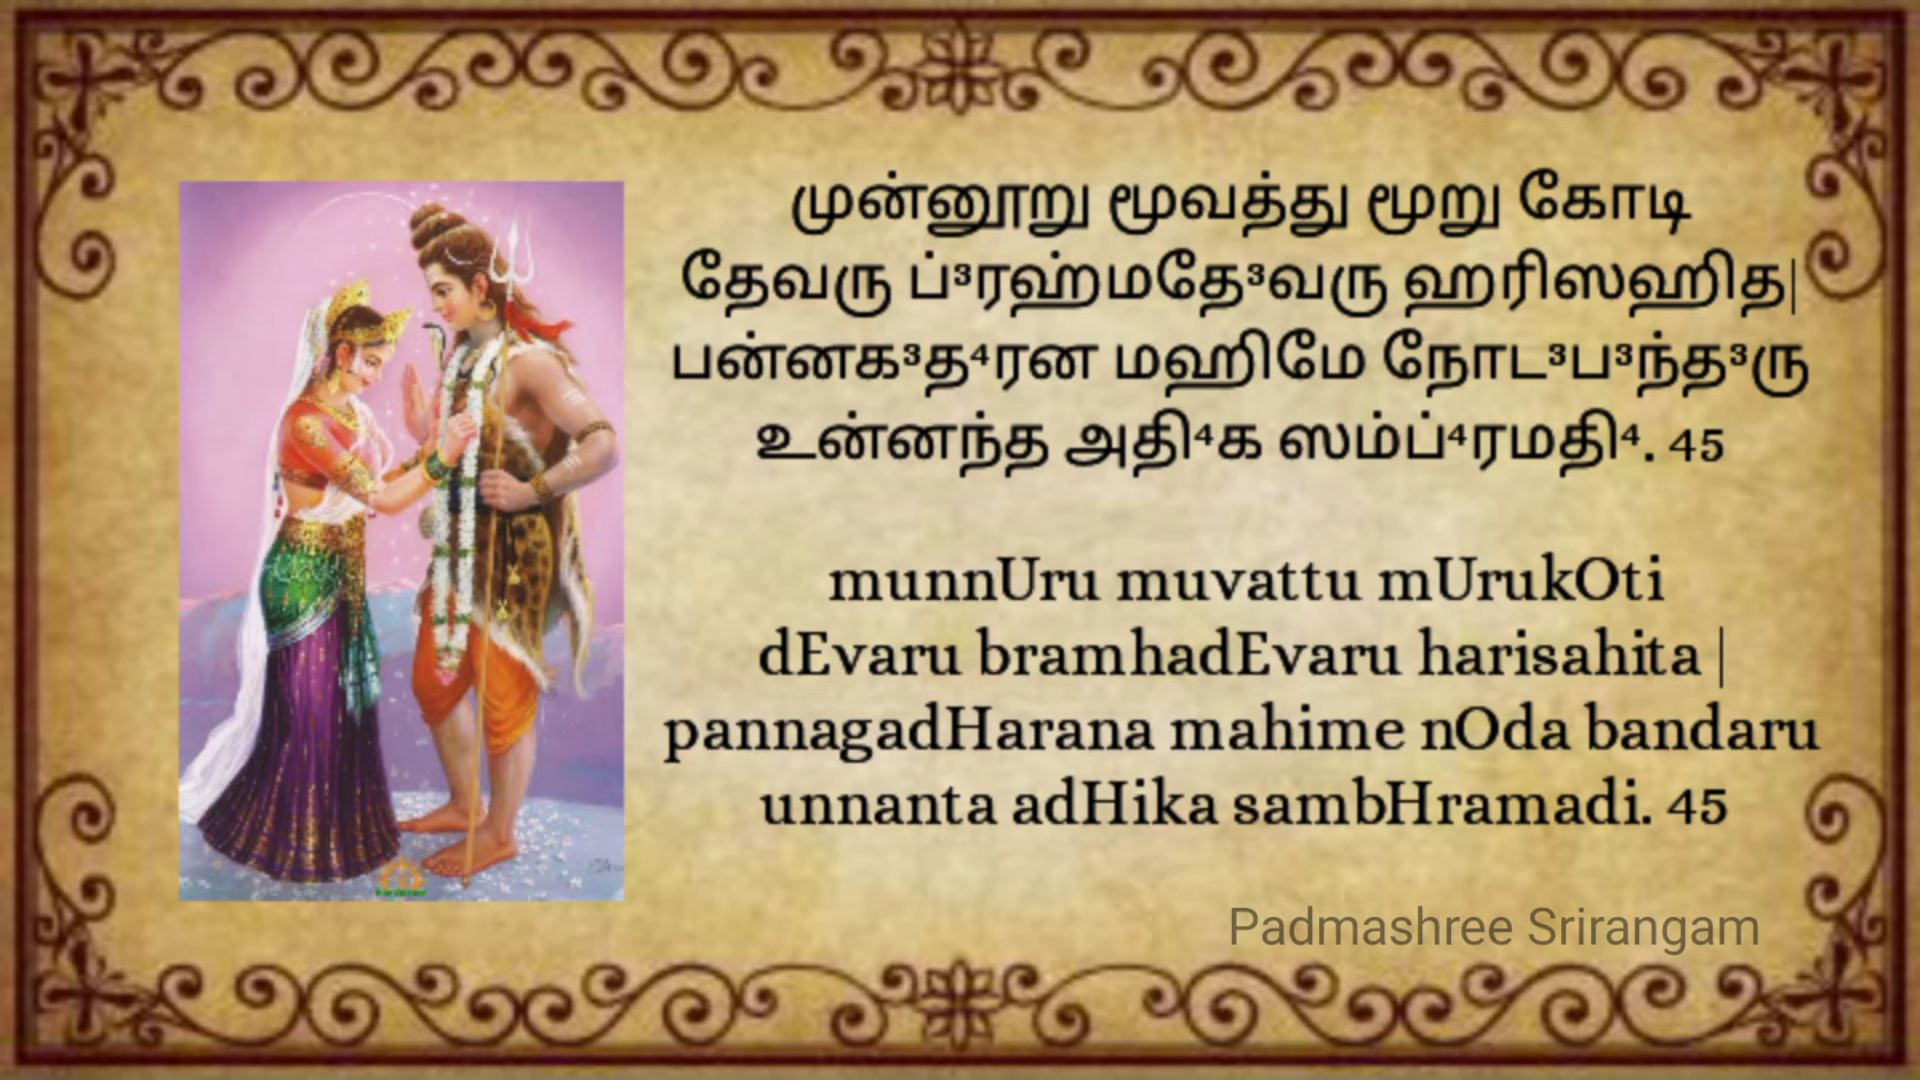 முன்னூறு மூவத்து மூறு கோடி
தேவரு ப்³ரஹ்மதே³வரு ஹரிஸஹித|
பன்னக³த⁴ரன மஹிமே நோட³ப³ந்த³ரு
உன்னந்த அதி⁴க ஸம்ப்⁴ரமதி⁴. 45
munnUru muvattu mUrukOti
dEvaru bramhadEvaru harisahita |
pannagadHarana mahime nOda bandaru
unnanta adHika sambHramadi. 45
Padmashree Srirangam